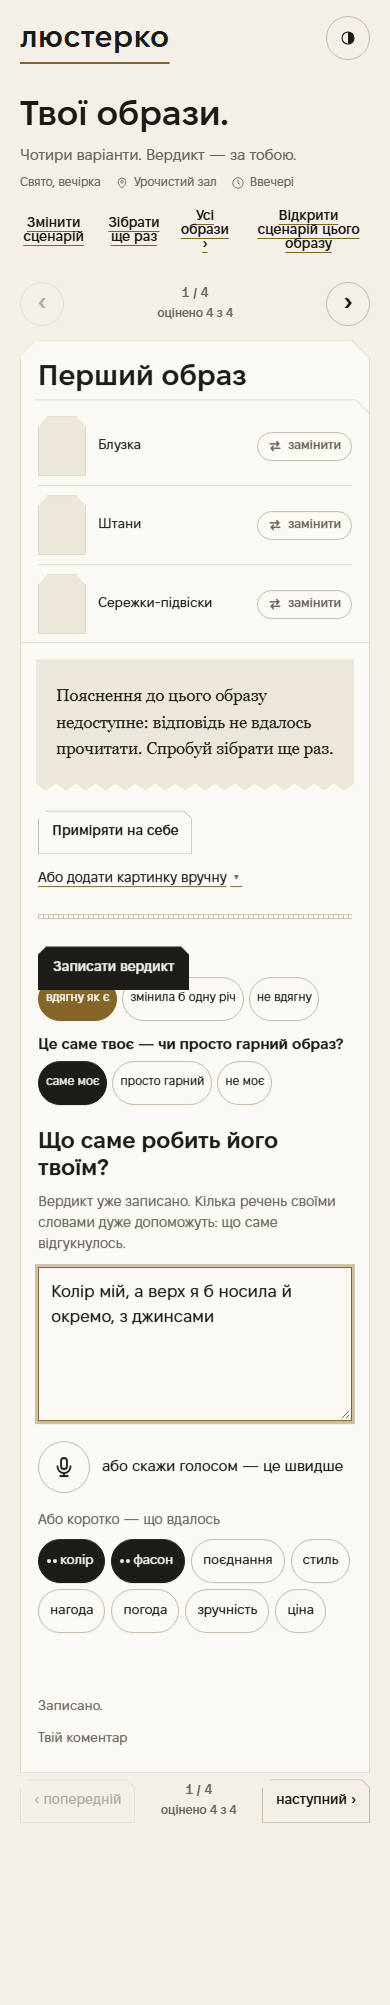 люстерко
Твої образи.
Чотири варіанти. Вердикт — за тобою.
Свято, вечірка Урочистий зал Ввечері
Змінити сценарій
Зібрати ще раз
Усі образи ›
Відкрити сценарій цього образу
‹ 1 / 4 ›
оцінено 4 з 4
Перший образ
Блузка замінити
Штани замінити
Сережки-підвіски замінити
Пояснення до цього образу
недоступне: відповідь не вдалось
прочитати. Спробуй зібрати ще раз.
Приміряти на себе
Або додати картинку вручну
Записати вердикт
вдягну як є змінила б одну річ не вдягну
Це саме твоє — чи просто гарний образ?
саме моє просто гарний не моє
Що саме робить його
твоїм?
Вердикт уже записано. Кілька речень своїми
словами дуже допоможуть: що саме
відгукнулось.
Колір мій, а верх я б носила й
окремо, з джинсами
або скажи голосом — це швидше
Або коротко — що вдалось
колір фасон поєднання стиль
нагода погода зручність ціна
Записано.
Твій коментар
‹ попередній 1 / 4 наступний ›
оцінено 4 з 4